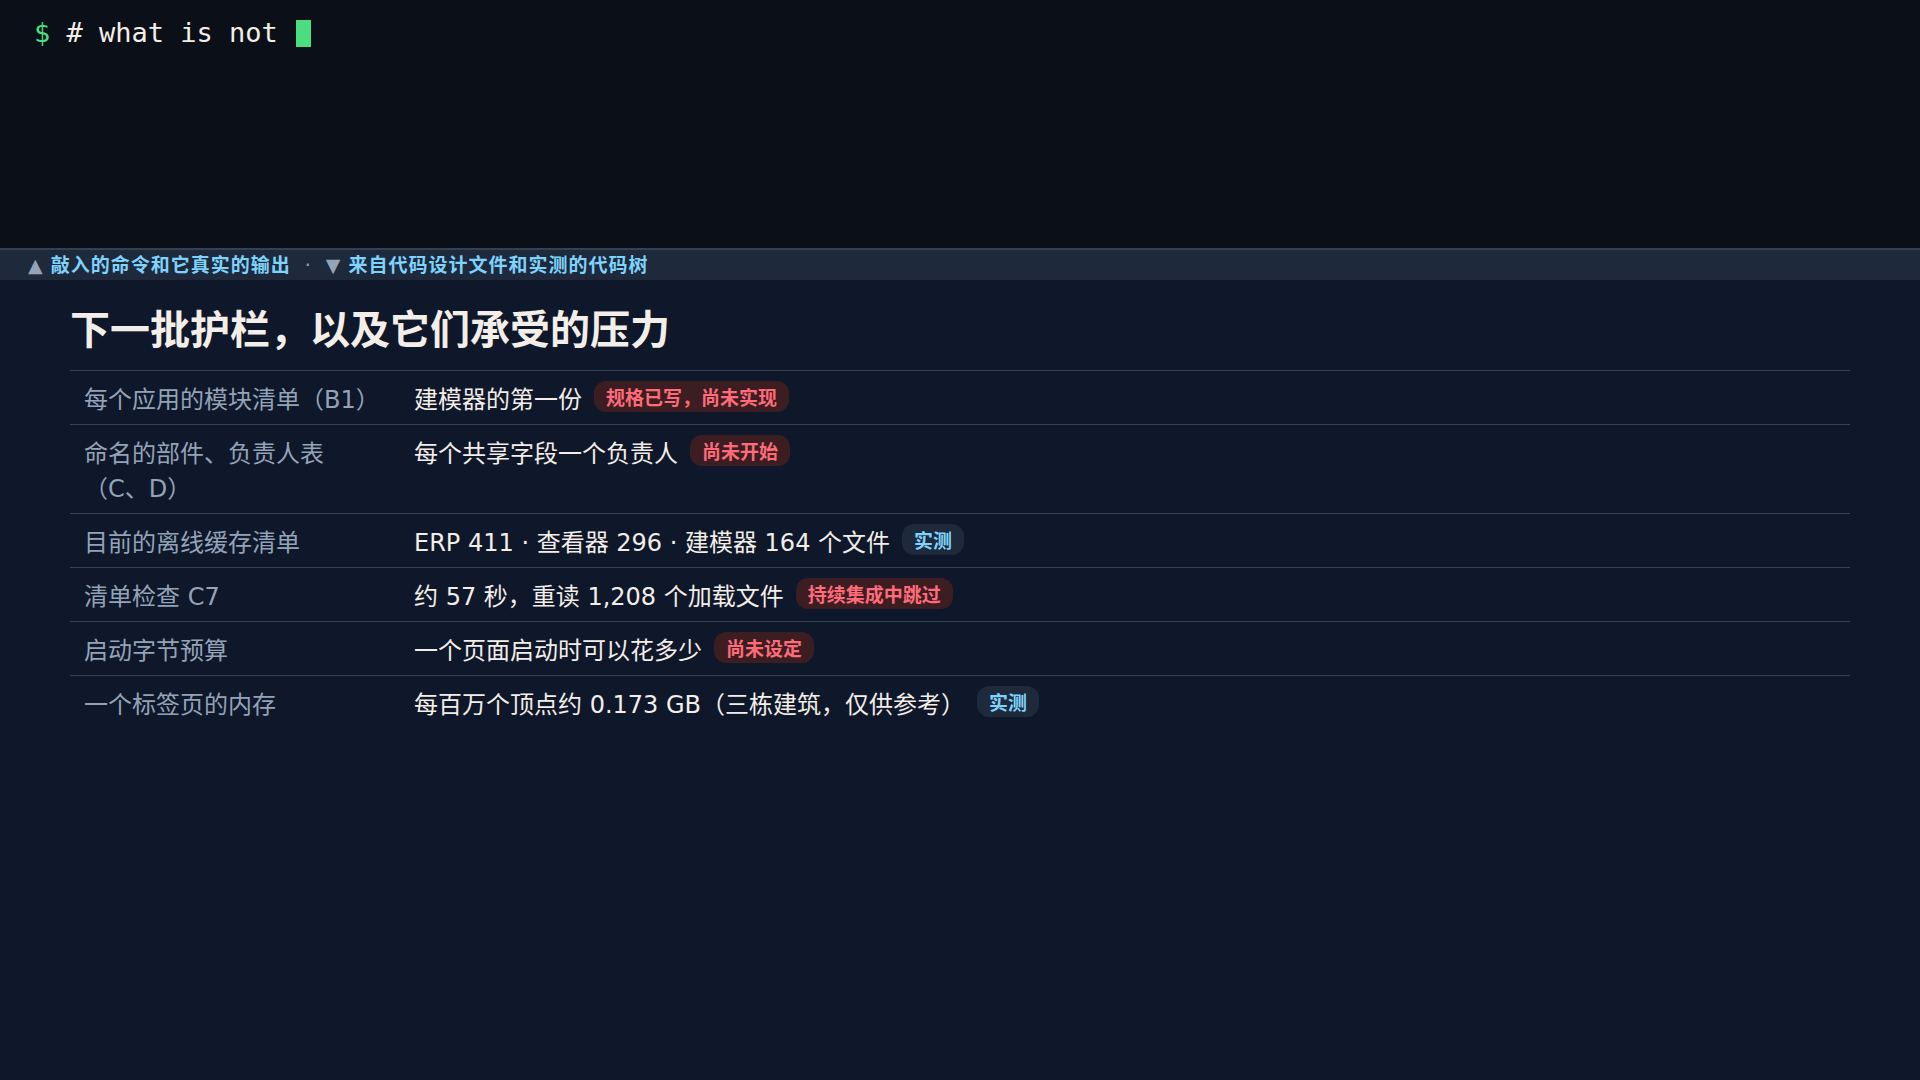 $ # what is not
▲ 敲入的命令和它真实的输出 · ▼ 来自代码设计文件和实测的代码树
下一批护栏，以及它们承受的压力
每个应用的模块清单（B1） 建模器的第一份 规格已写，尚未实现
命名的部件、负责人表 每个共享字段一个负责人 尚未开始
（C、D）
目前的离线缓存清单 ERP 411 · 查看器 296 · 建模器 164 个文件 实测
清单检查 C7 约 57 秒，重读 1,208 个加载文件 持续集成中跳过
启动字节预算 一个页面启动时可以花多少 尚未设定
一个标签页的内存 每百万个顶点约 0.173 GB（三栋建筑，仅供参考） 实测